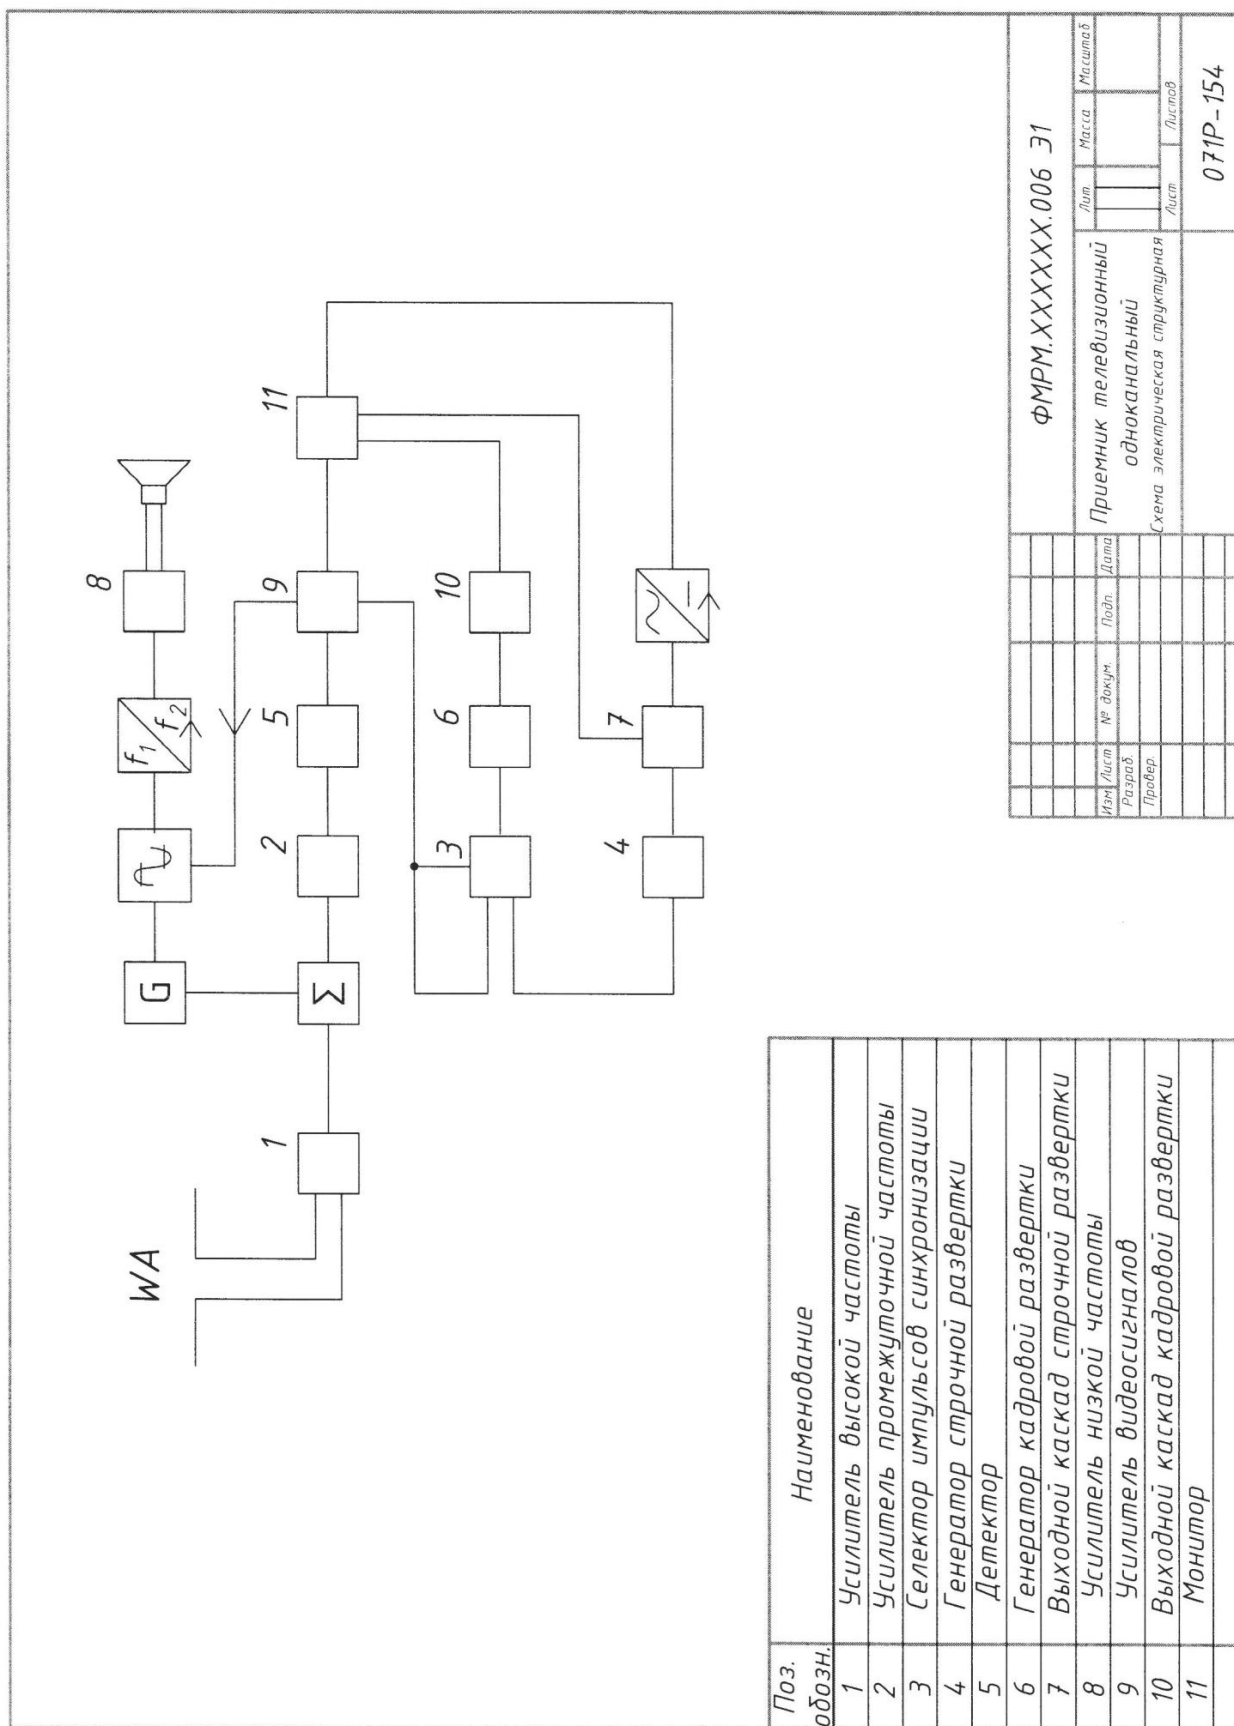 WA
1
G
Σ
2
3
4
f1
f2
5
6
7
8
9
10
11
Поз. обозн.
Наименование
1 Усилитель высокой частоты
2 Усилитель промежуточной частоты
3 Селектор импульсов синхронизации
4 Генератор строчной развертки
5 Детектор
6 Генератор кадровой развертки
7 Выходной каскад строчной развертки
8 Усилитель низкой частоты
9 Усилитель видеосигналов
10 Выходной каскад кадровой развертки
11 Монитор
ФМРМ.XXXXXX.006 Э1
Изм. Лист № докум. Подп. Дата
Разраб.
Провер.
Приемник телевизионный
одноканальный
Схема электрическая структурная
Лит. Масса Масштаб
Лист Листов
071Р-154